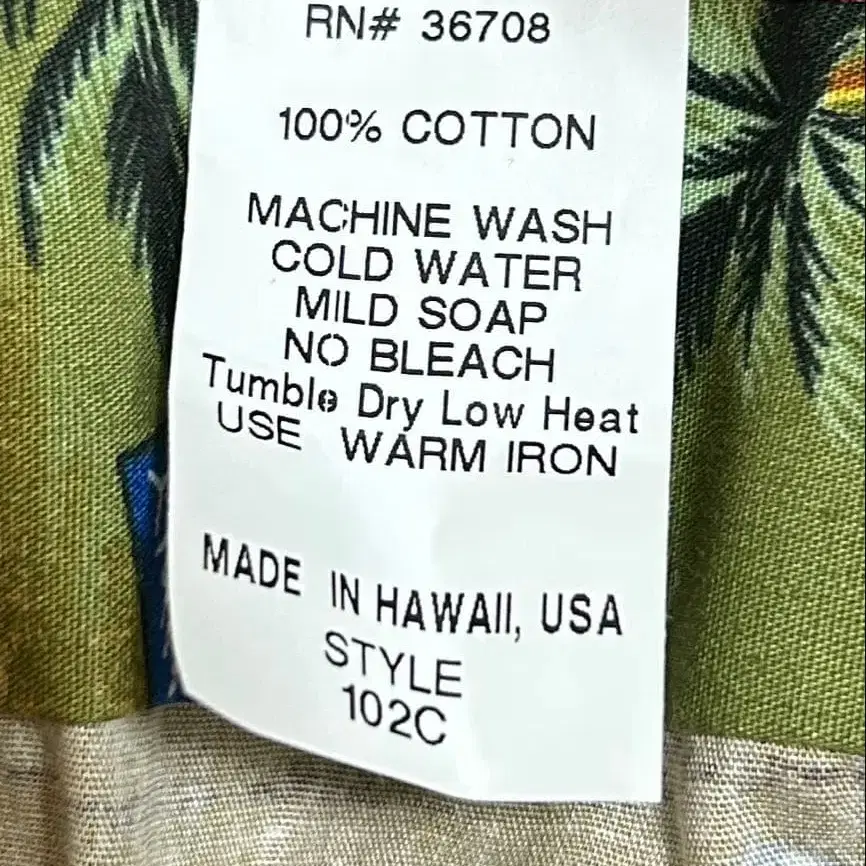 RN# 36708
100% COTTON
MACHINE WASH
COLD WATER
MILD SOAP
NO BLEACH
Tumble Dry Low Heat
USE WARM IRON
MADE IN HAWAII, USA
STYLE
102C